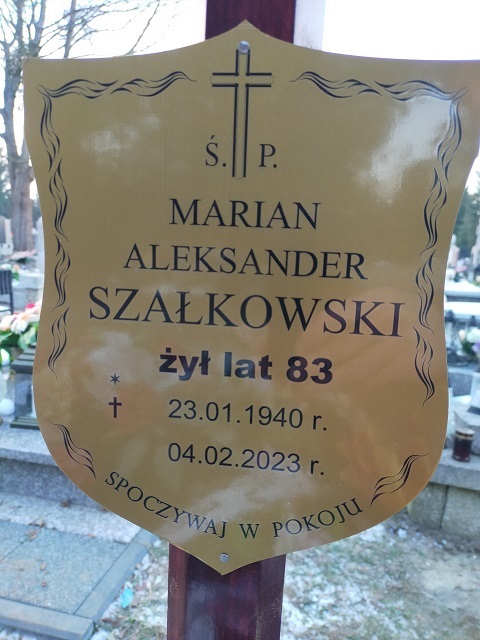 Ś. P.
MARIAN
ALEKSANDER
SZAŁKOWSKI
żył lat 83
✶ 23.01.1940 r.
✝ 04.02.2023 r.
SPOCZYWAJ W POKOJU